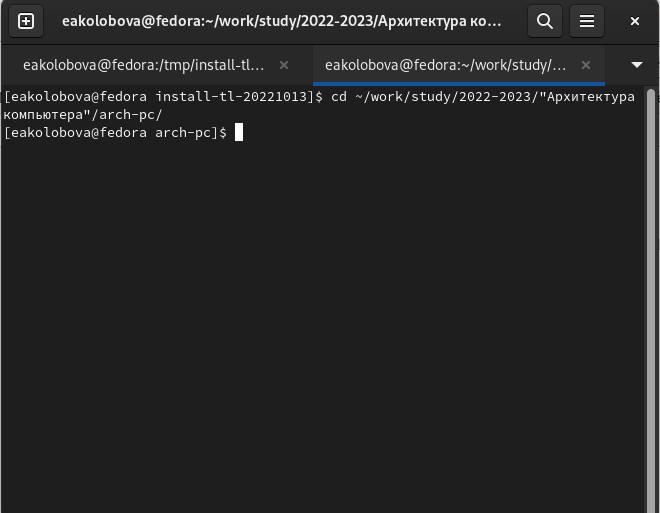 eakolobova@fedora:~/work/study/2022-2023/Архитектура ко...
eakolobova@fedora:/tmp/install-tl...
eakolobova@fedora:~/work/study/...
[eakolobova@fedora install-tl-20221013]$ cd ~/work/study/2022-2023/"Архитектура
компьютера"/arch-pc/
[eakolobova@fedora arch-pc]$